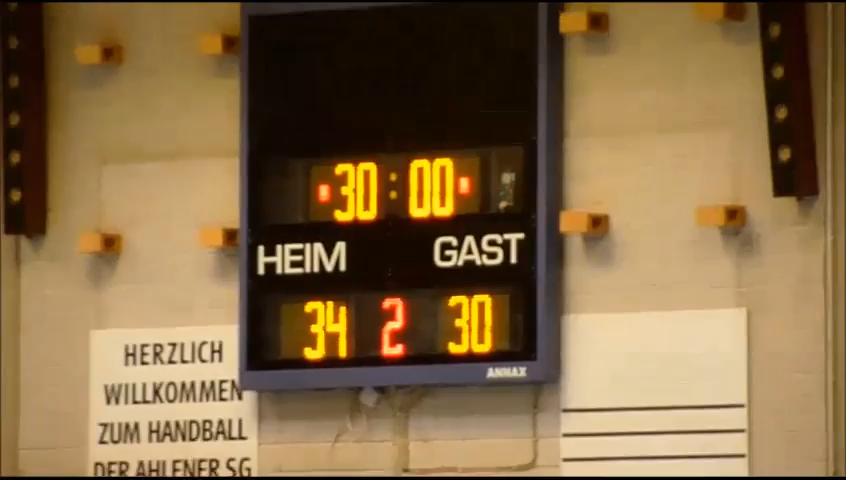 30:00
HEIM GAST
34 2 30
ANNAX
HERZLICH
WILLKOMMEN
ZUM HANDBALL
DER AHLENER SG